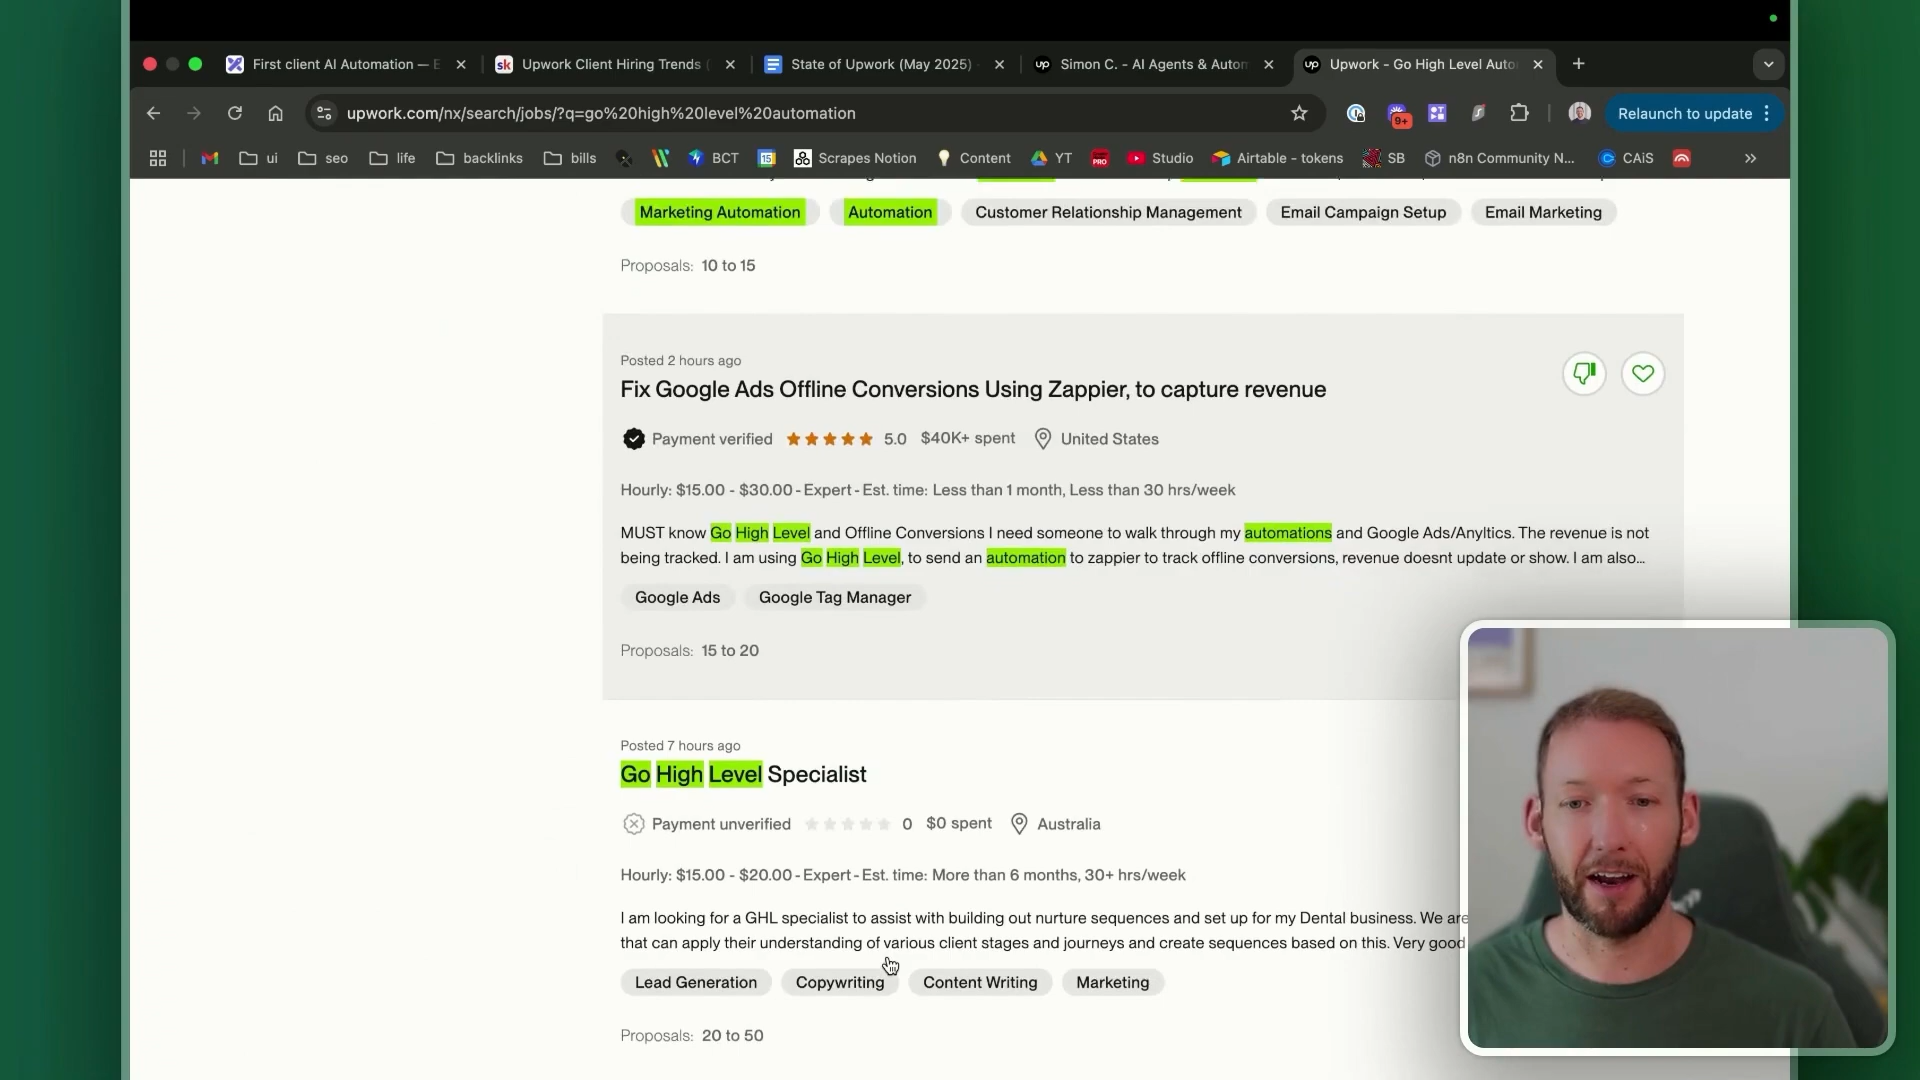 First client AI Automation — E
Upwork Client Hiring Trends (
State of Upwork (May 2025) -
Simon C. - AI Agents & Autom
Upwork - Go High Level Auto
upwork.com/nx/search/jobs/?q=go%20high%20level%20automation
9+
Relaunch to update
ui
seo
life
backlinks
bills
BCT
15
Scrapes Notion
Content
YT
PRO
Studio
Airtable - tokens
SB
n8n Community N...
CAiS
Marketing Automation
Automation
Customer Relationship Management
Email Campaign Setup
Email Marketing
Proposals: 10 to 15
Posted 2 hours ago
Fix Google Ads Offline Conversions Using Zappier, to capture revenue
Payment verified 5.0 $40K+ spent United States
Hourly: $15.00 - $30.00 - Expert - Est. time: Less than 1 month, Less than 30 hrs/week
MUST know Go High Level and Offline Conversions I need someone to walk through my automations and Google Ads/Anyltics. The revenue is not
being tracked. I am using Go High Level, to send an automation to zappier to track offline conversions, revenue doesnt update or show. I am also...
Google Ads
Google Tag Manager
Proposals: 15 to 20
Posted 7 hours ago
Go High Level Specialist
Payment unverified 0 $0 spent Australia
Hourly: $15.00 - $20.00 - Expert - Est. time: More than 6 months, 30+ hrs/week
I am looking for a GHL specialist to assist with building out nurture sequences and set up for my Dental business. We are
that can apply their understanding of various client stages and journeys and create sequences based on this. Very good
Lead Generation
Copywriting
Content Writing
Marketing
Proposals: 20 to 50